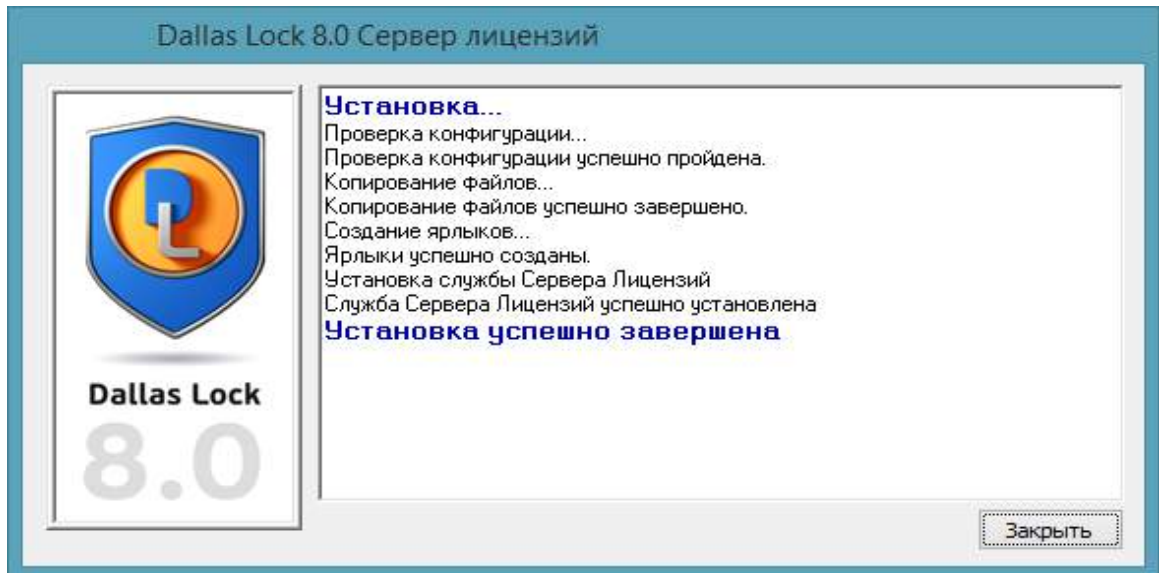 Dallas Lock 8.0 Сервер лицензий
Установка...
Проверка конфигурации...
Проверка конфигурации успешно пройдена.
Копирование файлов...
Копирование файлов успешно завершено.
Создание ярлыков...
Ярлыки успешно созданы.
Установка службы Сервера Лицензий
Служба Сервера Лицензий успешно установлена
Установка успешно завершена
DL
Dallas Lock
8.0
Закрыть